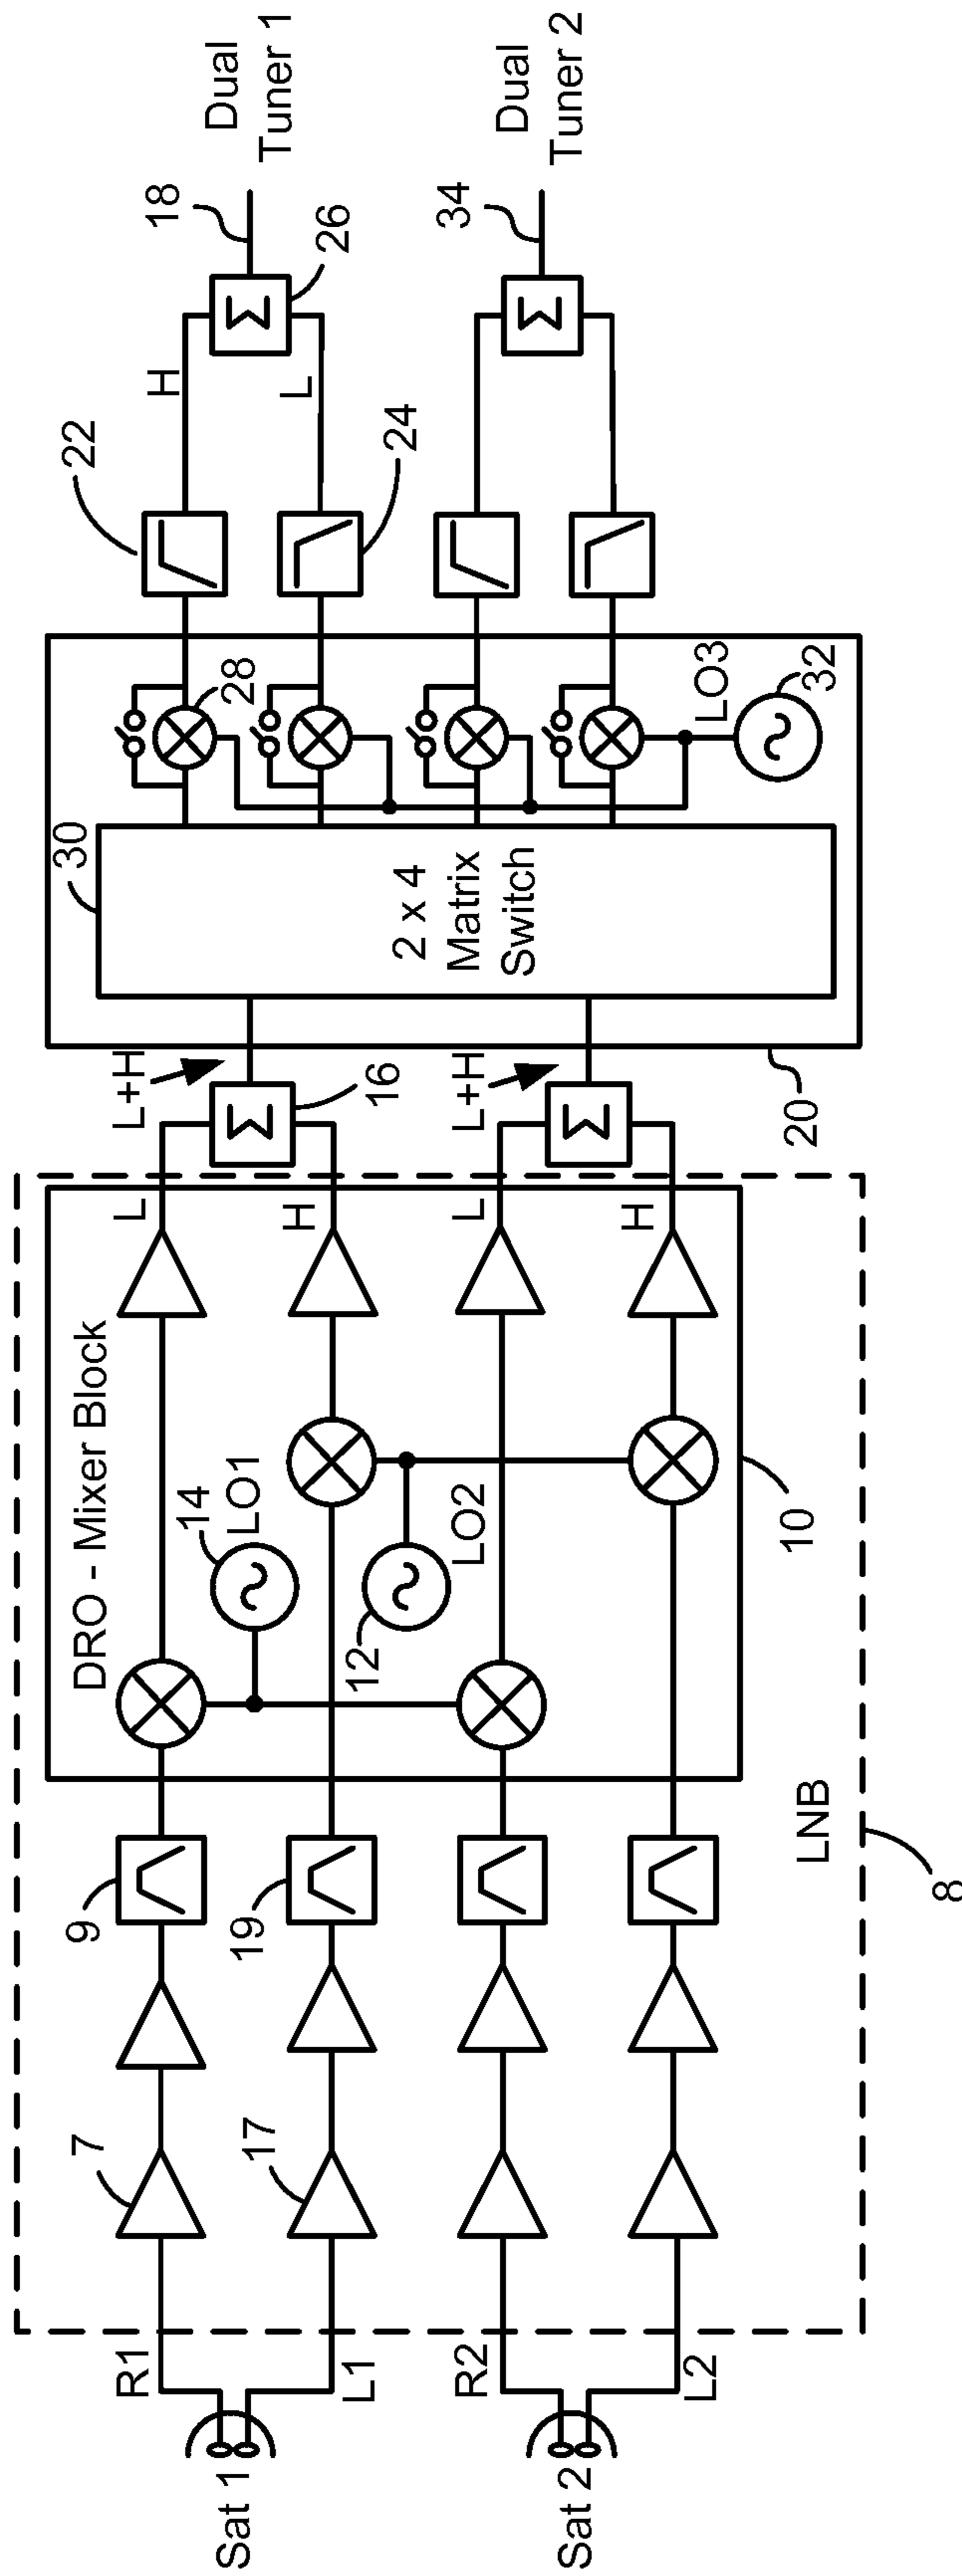 Sat 1
R1
L1
Sat 2
R2
L2
7
17
9
19
LNB
8
DRO - Mixer Block
14
LO1
12
LO2
10
L
H
L
H
L+H
16
L+H
20
30
2 x 4
Matrix
Switch
28
LO3
32
22
24
H
L
26
18
Dual
Tuner 1
34
Dual
Tuner 2